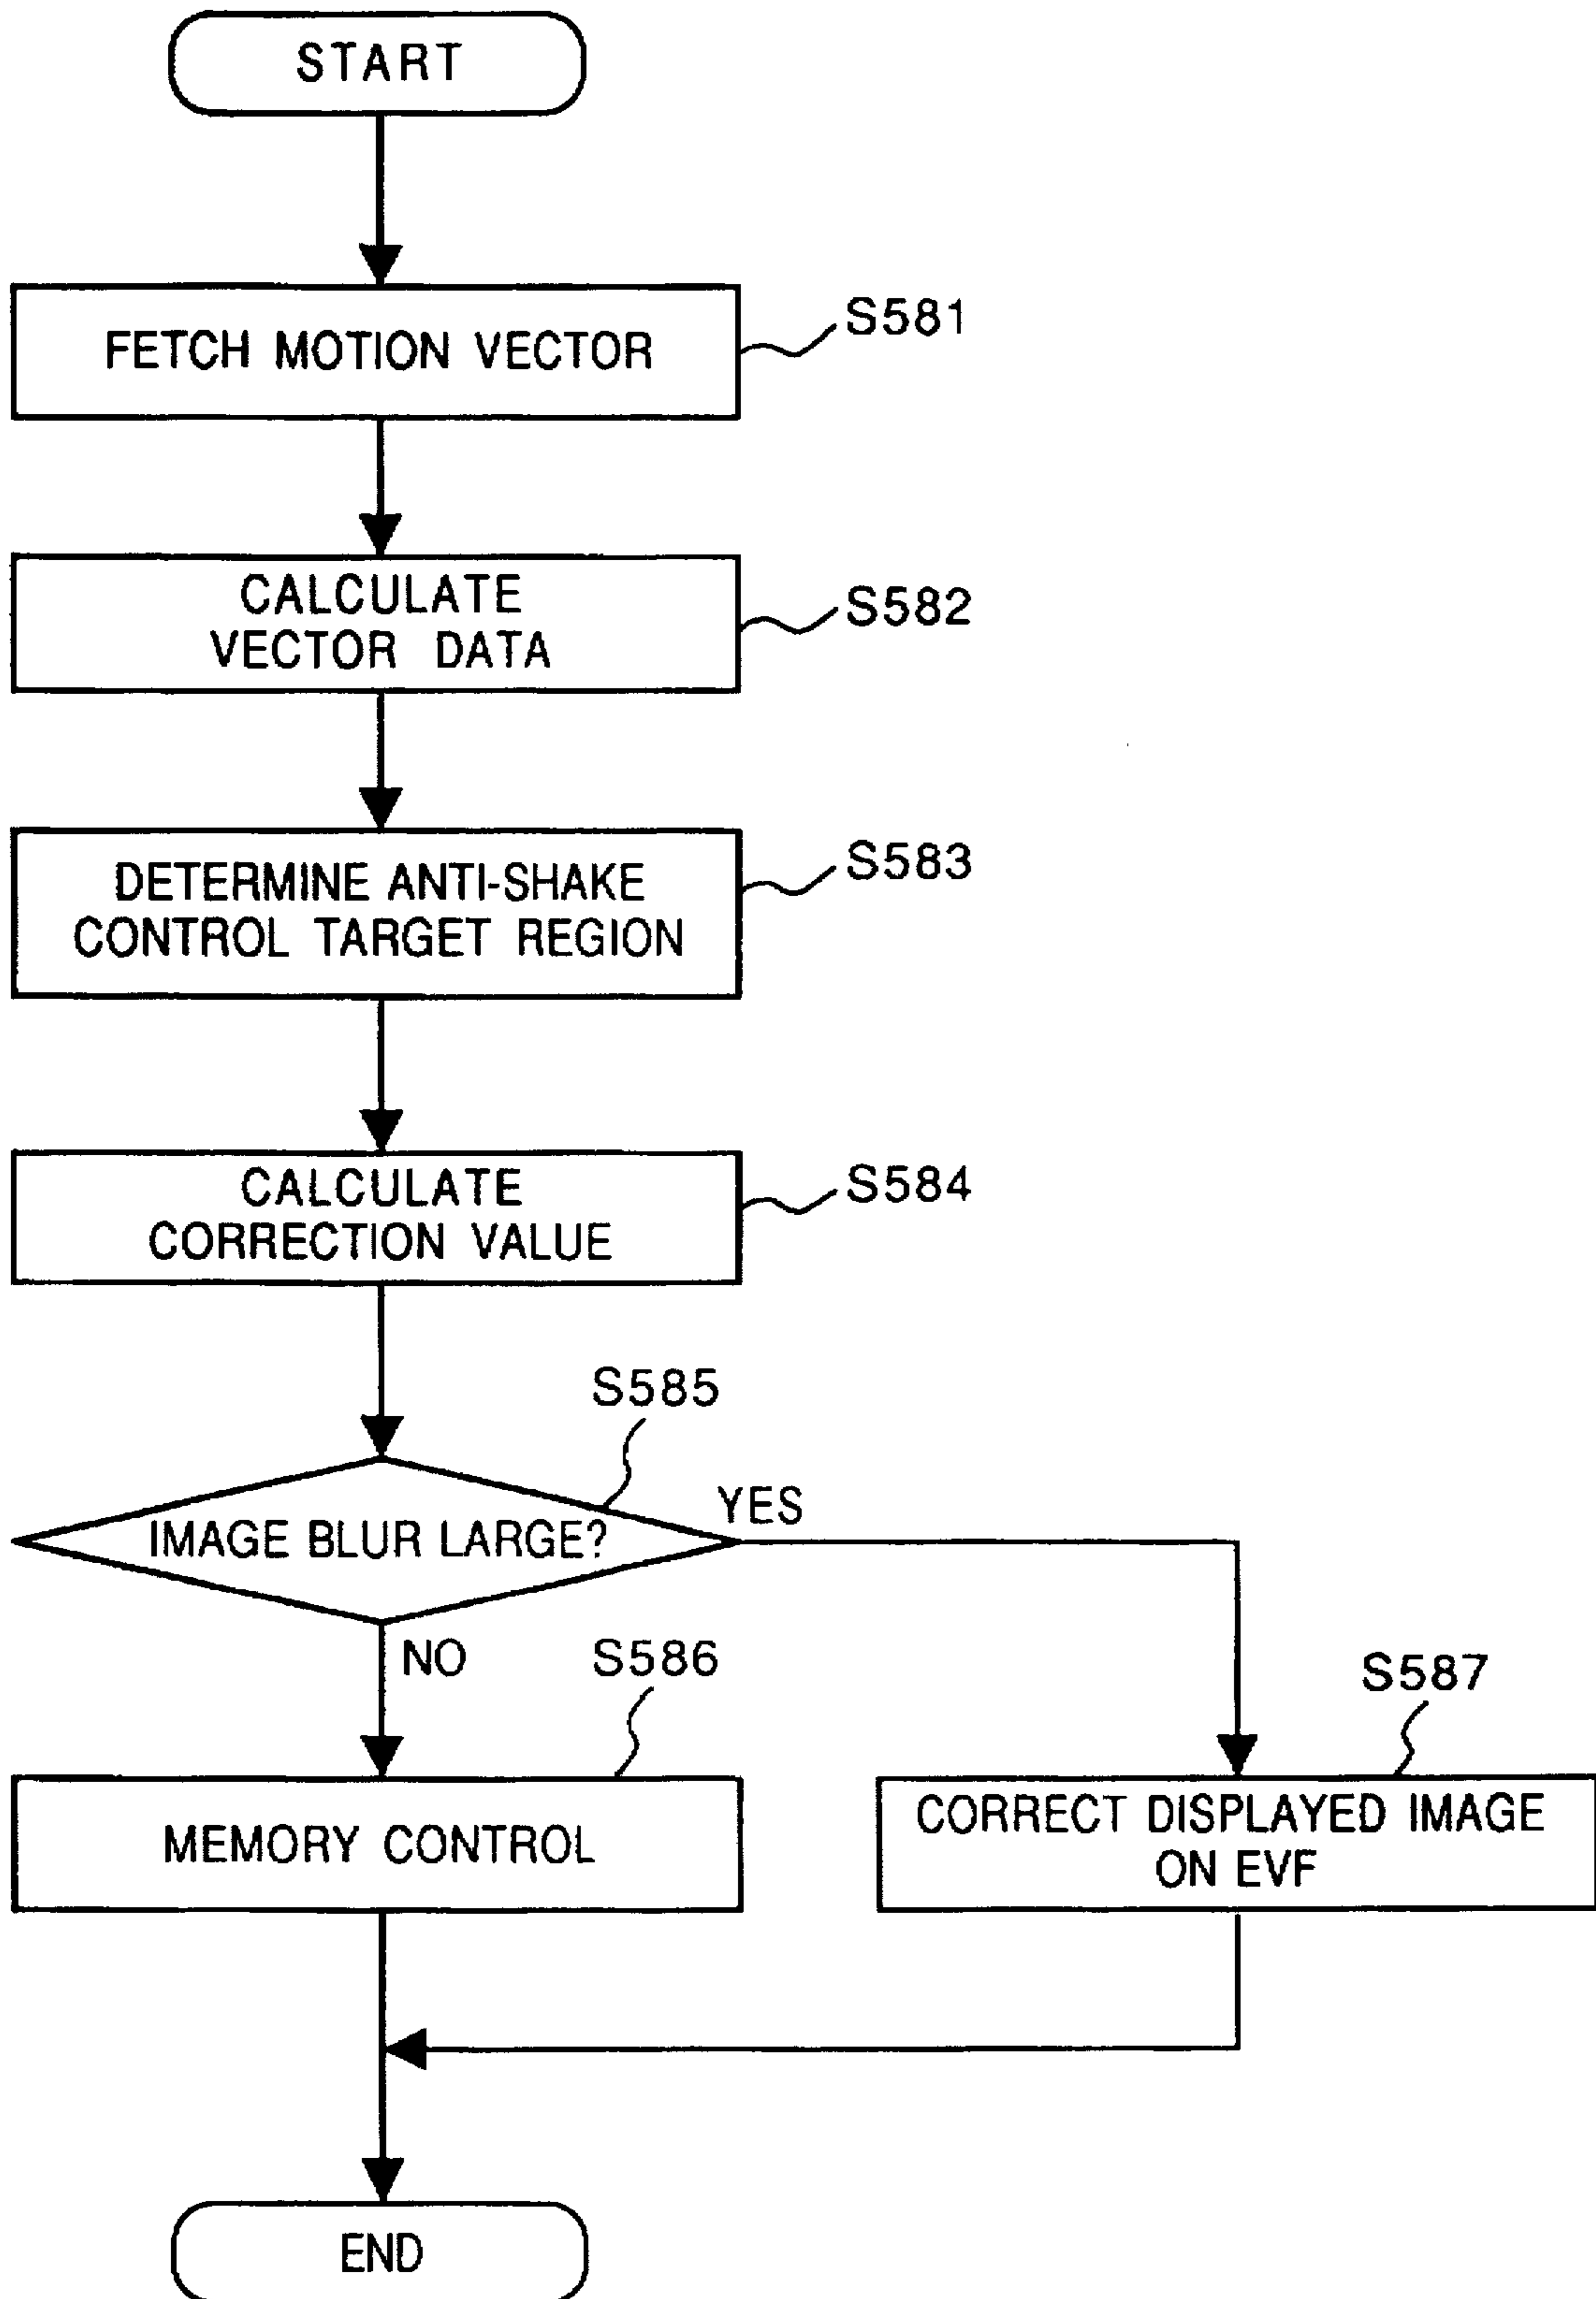 START
FETCH MOTION VECTOR
S581
CALCULATE
VECTOR DATA
S582
DETERMINE ANTI-SHAKE
CONTROL TARGET REGION
S583
CALCULATE
CORRECTION VALUE
S584
S585
IMAGE BLUR LARGE?
YES
NO
S586
S587
MEMORY CONTROL
CORRECT DISPLAYED IMAGE
ON EVF
END